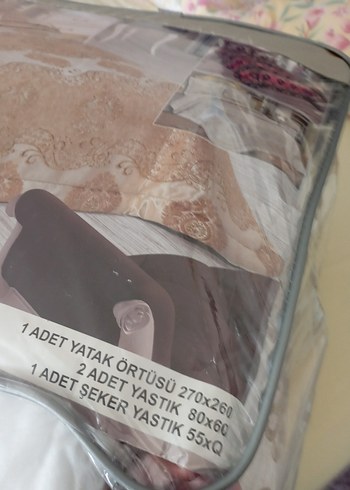 1 ADET YATAK ÖRTÜSÜ 270x260
2 ADET YASTIK 80x60
1 ADET ŞEKER YASTIK 55xQ